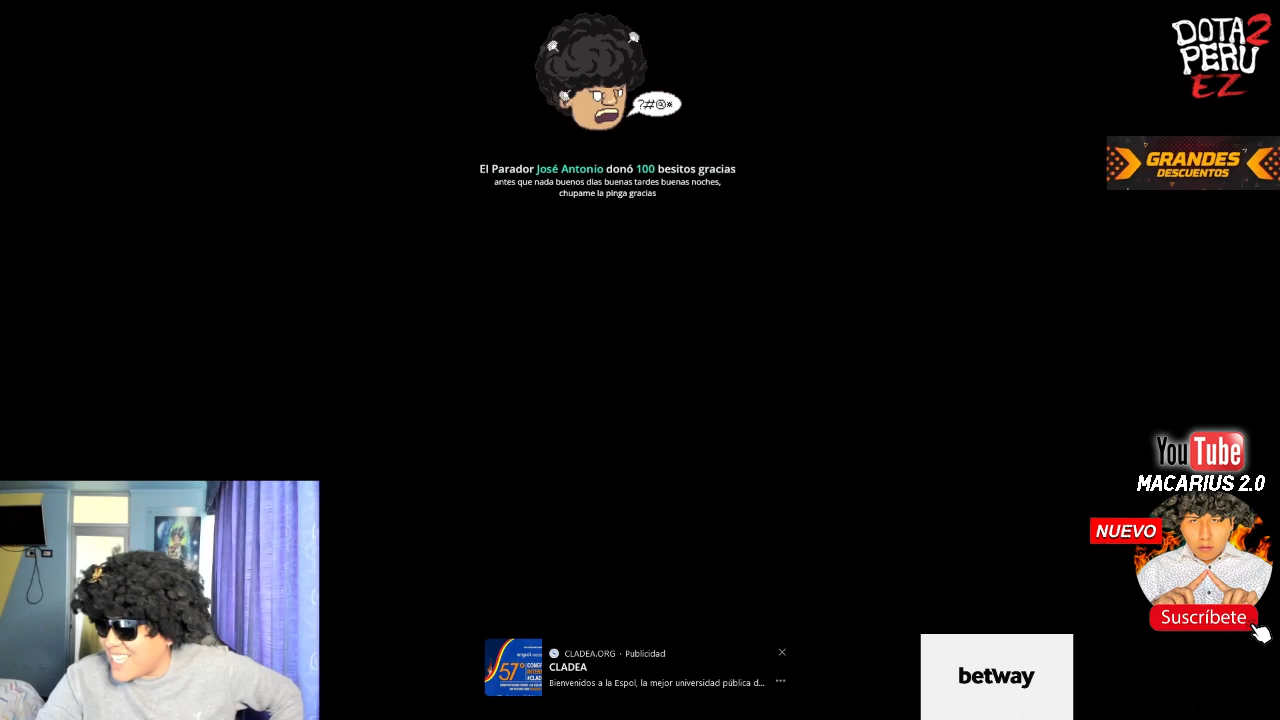 DOTA2
PERU
EZ
?#@*
El Parador José Antonio donó 100 besitos gracias
antes que nada buenos dias buenas tardes buenas noches,
chupame la pinga gracias
GRANDES
DESCUENTOS
YouTube
MACARIUS 2.0
NUEVO
Suscríbete
espol
57°
CLADEA.ORG · Publicidad
CLADEA
Bienvenidos a la Espol, la mejor universidad pública d...
betway